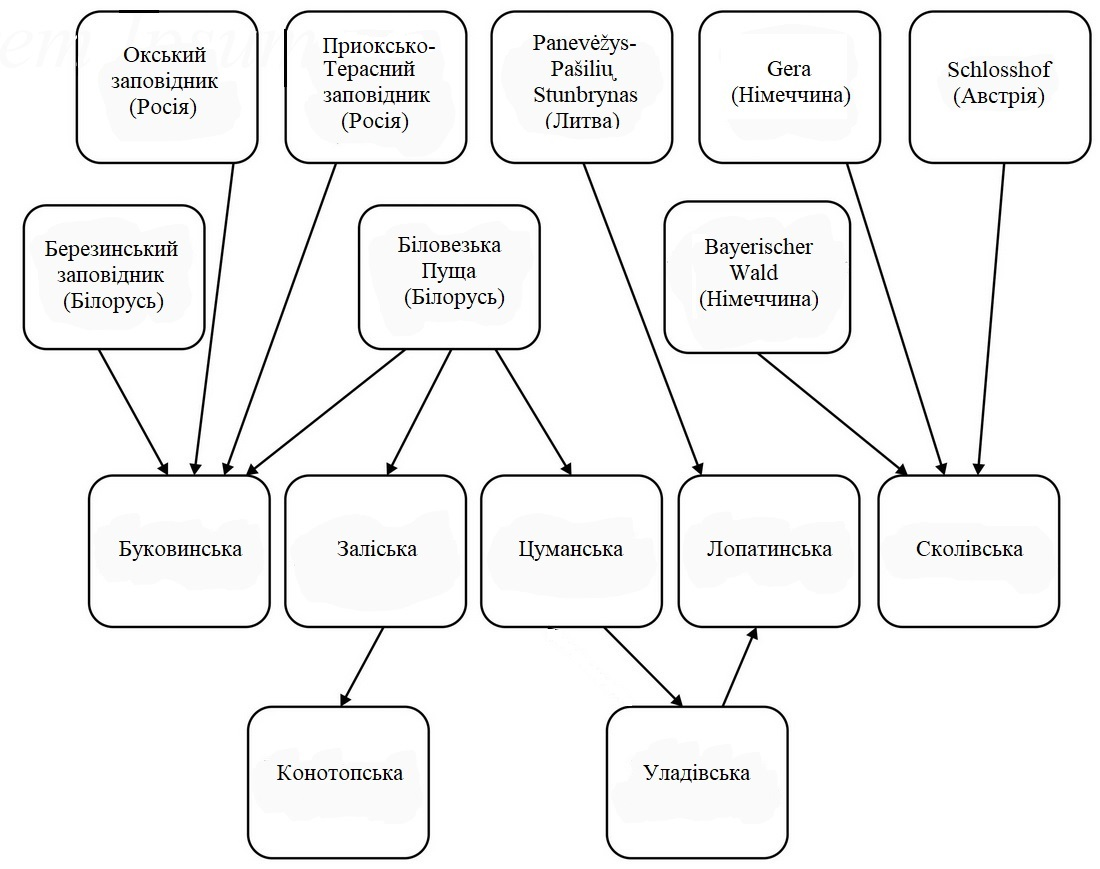 Окський
заповідник
(Росія)
Приоксько-
Терасний
заповідник
(Росія)
Panevėžys-
Pašilių
Stunbrynas
(Литва)
Gera
(Німеччина)
Schlosshof
(Австрія)
Березинський
заповідник
(Білорусь)
Біловезька
Пуща
(Білорусь)
Bayerischer
Wald
(Німеччина)
Буковинська
Заліська
Цуманська
Лопатинська
Сколівська
Конотопська
Уладівська